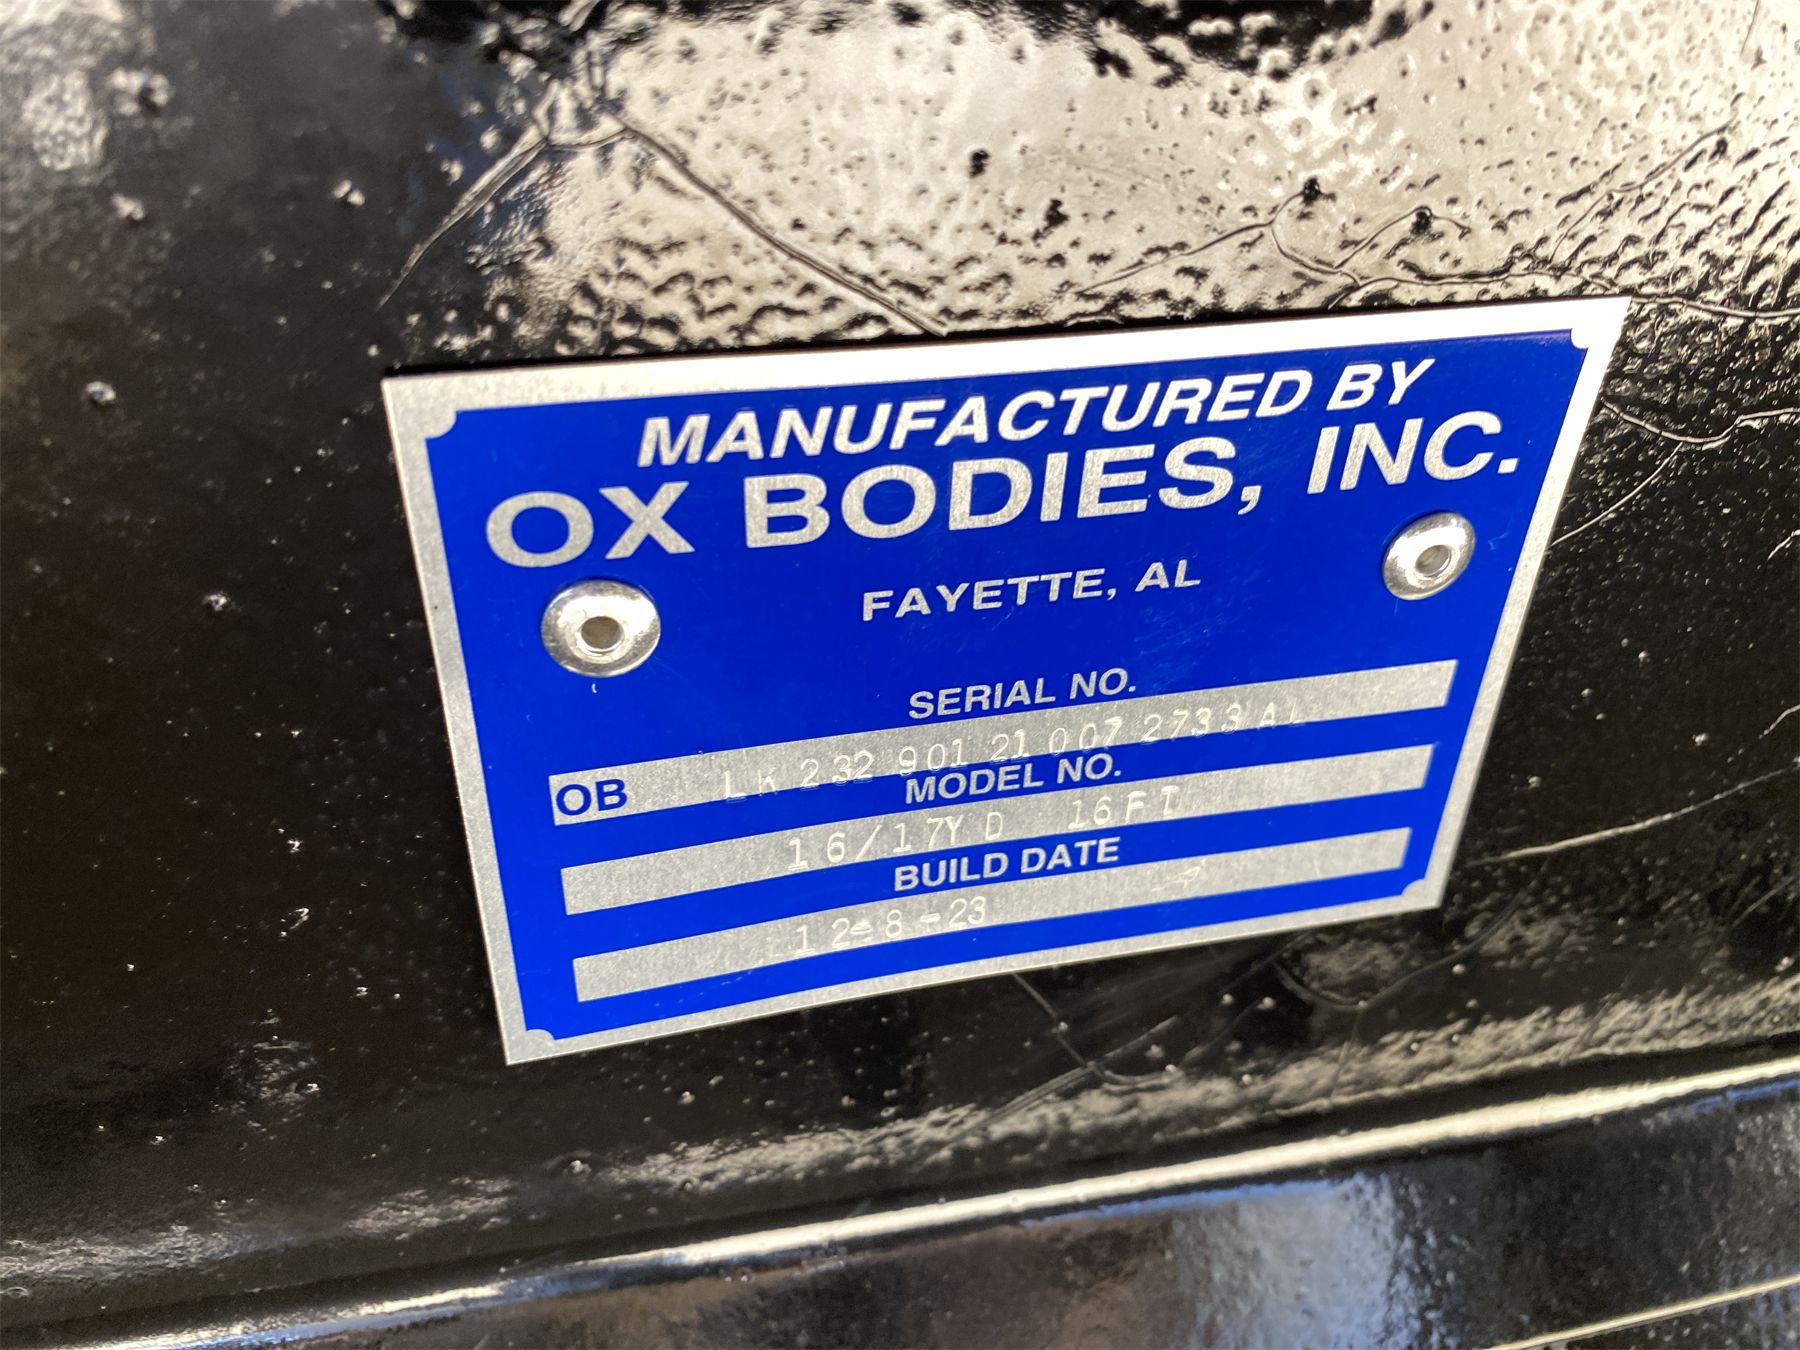 MANUFACTURED BY
OX BODIES, INC.
FAYETTE, AL
SERIAL NO.
OB LK 232 901 21 007 2733 AL
MODEL NO.
16/17YD 16FT
BUILD DATE
12-8-23